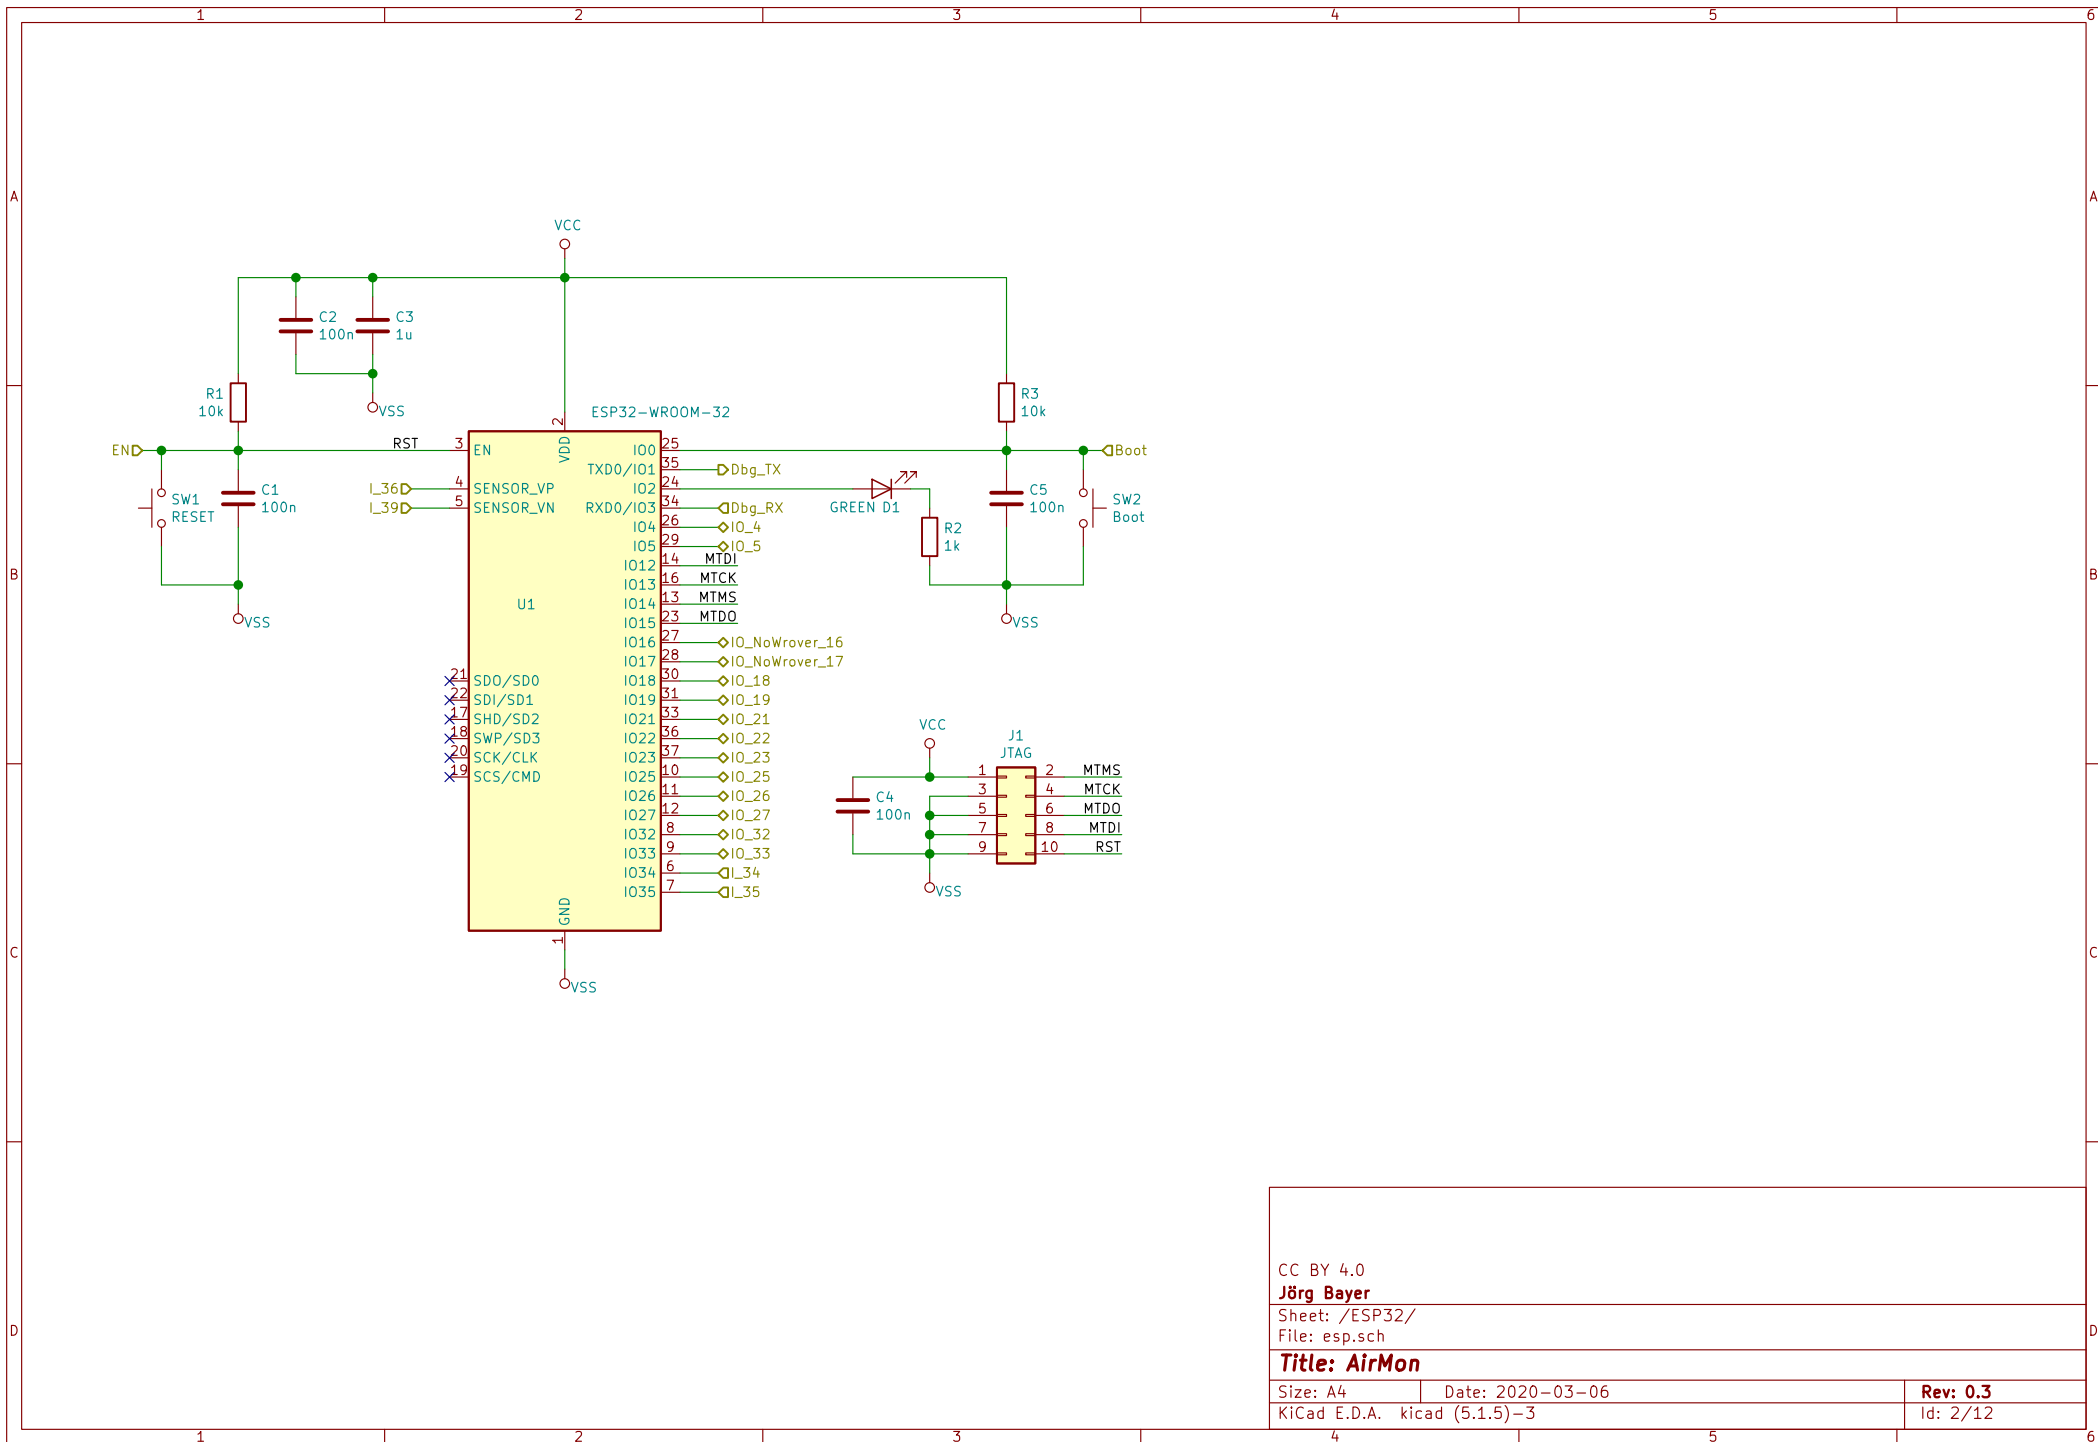 1 2 3 4 5 6
A A
VCC
C2
100n
C3
1u
R1
10k
VSS
R3
10k
ESP32-WROOM-32
EN
RST
3 EN
2
VDD
IO0 25
Boot
TXD0/IO1 35 Dbg_TX
I_36 4 SENSOR_VP
IO2 24
I_39 5 SENSOR_VN
RXD0/IO3 34 Dbg_RX
SW1
RESET
C1
100n
GREEN D1
R2
1k
C5
100n
SW2
Boot
IO4 26 IO_4
IO5 29 IO_5
IO12 14 MTDI
B B
IO13 16 MTCK
U1
IO14 13 MTMS
IO15 23 MTDO
VSS
VSS
IO16 27 IO_NoWrover_16
IO17 28 IO_NoWrover_17
21 SDO/SD0 IO18 30 IO_18
22 SDI/SD1 IO19 31 IO_19
17 SHD/SD2 IO21 33 IO_21
18 SWP/SD3 IO22 36 IO_22
20 SCK/CLK IO23 37 IO_23
19 SCS/CMD IO25 10 IO_25
IO26 11 IO_26
IO27 12 IO_27
IO32 8 IO_32
IO33 9 IO_33
IO34 6 I_34
IO35 7 I_35
GND
1
VSS
VCC
J1
JTAG
1 2 MTMS
3 4 MTCK
5 6 MTDO
7 8 MTDI
9 10 RST
C4
100n
VSS
C C
CC BY 4.0
Jörg Bayer
Sheet: /ESP32/
File: esp.sch
D D
Title: AirMon
Size: A4 Date: 2020-03-06 Rev: 0.3
KiCad E.D.A. kicad (5.1.5)-3 Id: 2/12
1 2 3 4 5 6